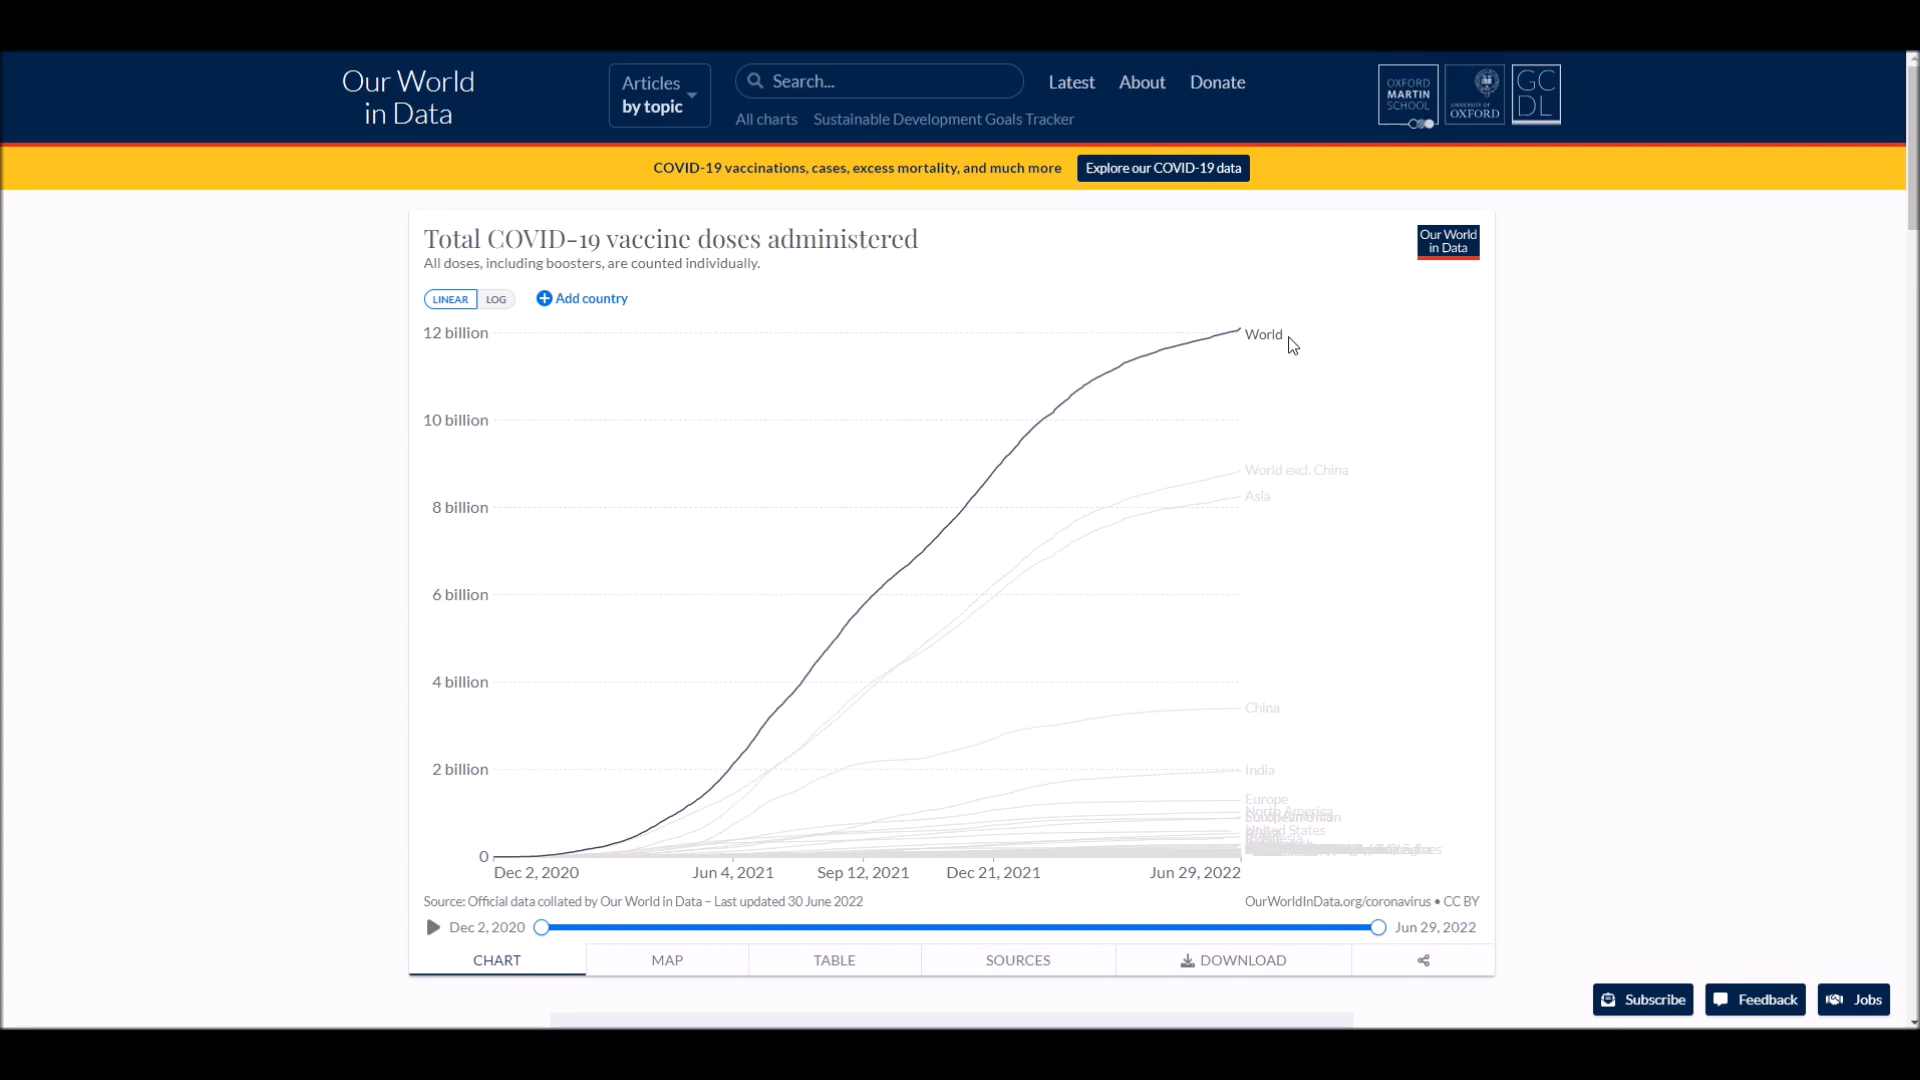 Our World
in Data
Articles
by topic
Search...
Latest
About
Donate
All charts
Sustainable Development Goals Tracker
OXFORD
MARTIN
SCHOOL
UNIVERSITY OF
OXFORD
GC
DL
COVID-19 vaccinations, cases, excess mortality, and much more
Explore our COVID-19 data
Total COVID-19 vaccine doses administered
All doses, including boosters, are counted individually.
Our World
in Data
LINEAR
LOG
Add country
12 billion
10 billion
8 billion
6 billion
4 billion
2 billion
0
World
World excl. China
Asia
China
India
Europe
North America
United States
Dec 2, 2020
Jun 4, 2021
Sep 12, 2021
Dec 21, 2021
Jun 29, 2022
Source: Official data collated by Our World in Data – Last updated 30 June 2022
OurWorldInData.org/coronavirus • CC BY
Dec 2, 2020
Jun 29, 2022
CHART
MAP
TABLE
SOURCES
DOWNLOAD
Subscribe
Feedback
Jobs